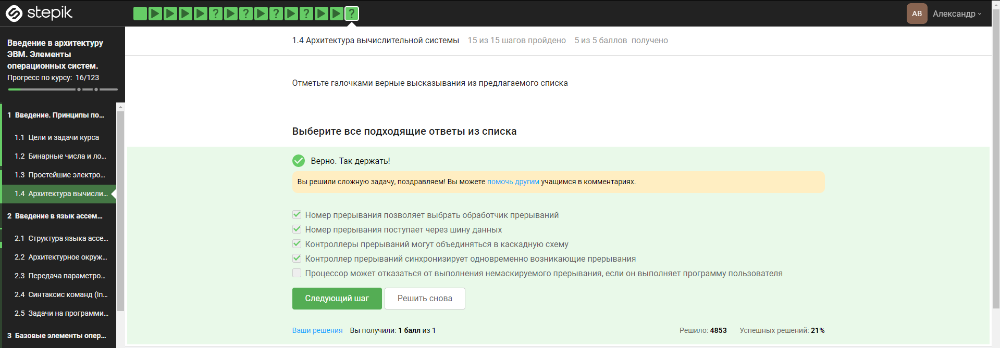 stepik
? ? ? ? ?
АВ Александр
Введение в архитектуру
ЭВМ. Элементы
операционных систем.
Прогресс по курсу: 16/123
1 Введение. Принципы по...
1.1 Цели и задачи курса
1.2 Бинарные числа и ло...
1.3 Простейшие электро...
1.4 Архитектура вычисли...
2 Введение в язык ассем...
2.1 Структура языка ассе...
2.2 Архитектурное окруж...
2.3 Передача параметро...
2.4 Синтаксис команд (In...
2.5 Задачи на программи...
3 Базовые элементы опер...
1.4 Архитектура вычислительной системы 15 из 15 шагов пройдено 5 из 5 баллов получено
Отметьте галочками верные высказывания из предлагаемого списка
Выберите все подходящие ответы из списка
Верно. Так держать!
Вы решили сложную задачу, поздравляем! Вы можете помочь другим учащимся в комментариях.
Номер прерывания позволяет выбрать обработчик прерываний
Номер прерывания поступает через шину данных
Контроллеры прерываний могут объединяться в каскадную схему
Контроллер прерываний синхронизирует одновременно возникающие прерывания
Процессор может отказаться от выполнения немаскируемого прерывания, если он выполняет программу пользователя
Следующий шаг Решить снова
Ваши решения Вы получили: 1 балл из 1 Решило: 4853 Успешных решений: 21%